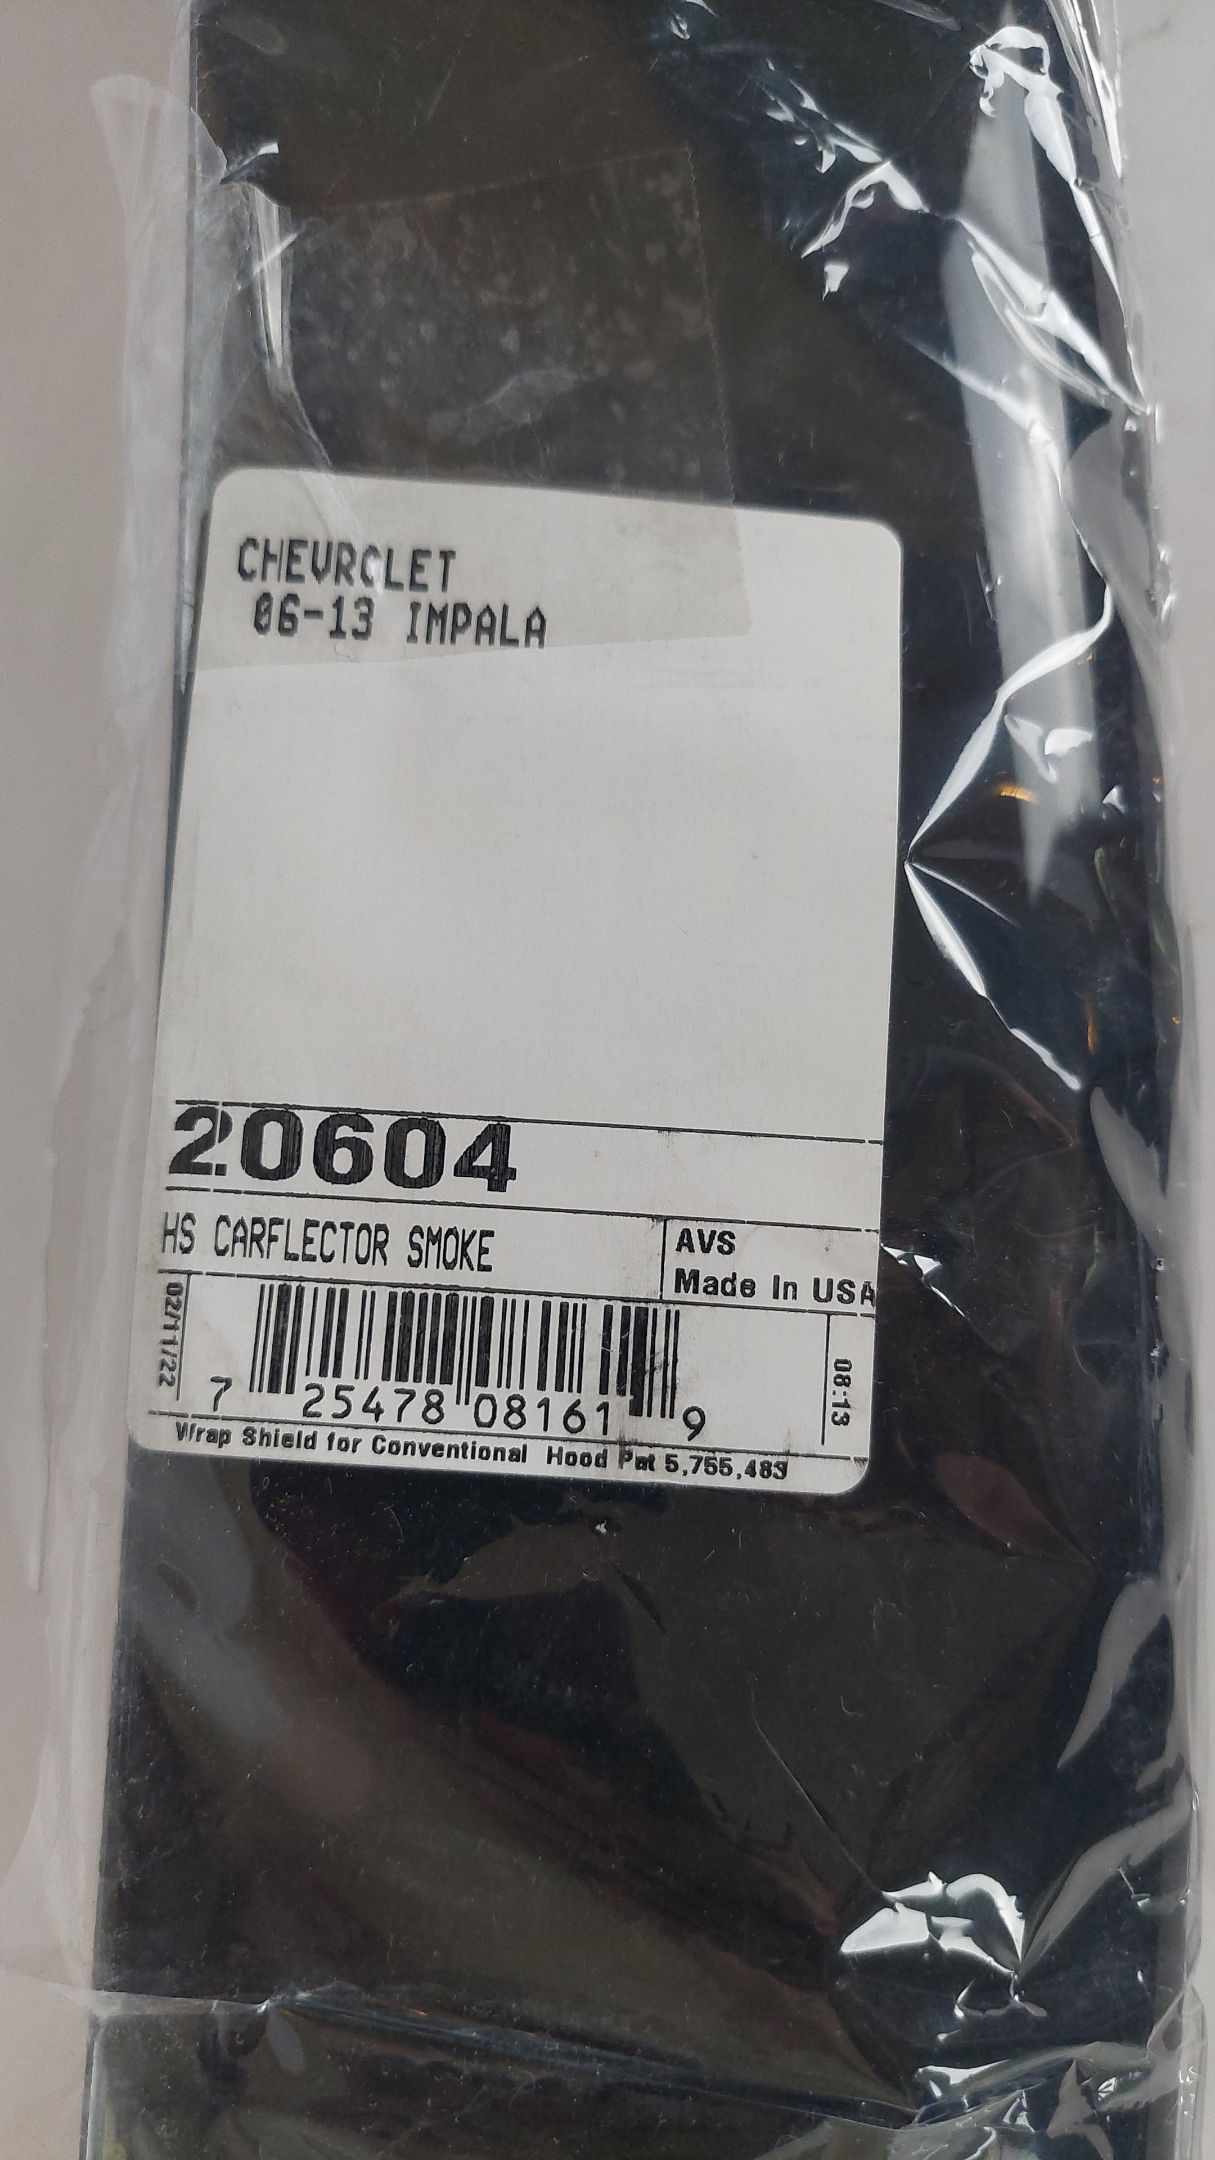 CHEVROLET
06-13 IMPALA
20604
HS CARFLECTOR SMOKE
AVS
Made In USA
02/11/22
7 25478 08161 9
08:13
Wrap Shield for Conventional Hood Pat 5,755,483